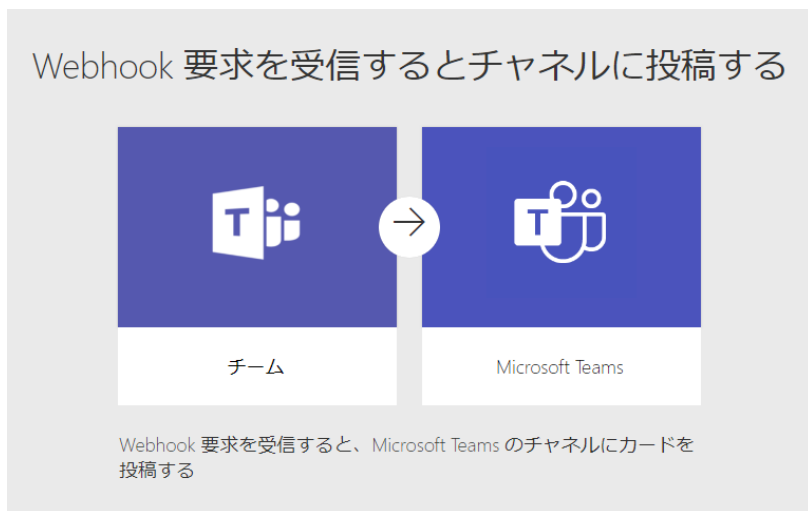 Webhook 要求を受信するとチャネルに投稿する
T
T
チーム
Microsoft Teams
Webhook 要求を受信すると、Microsoft Teams のチャネルにカードを
投稿する